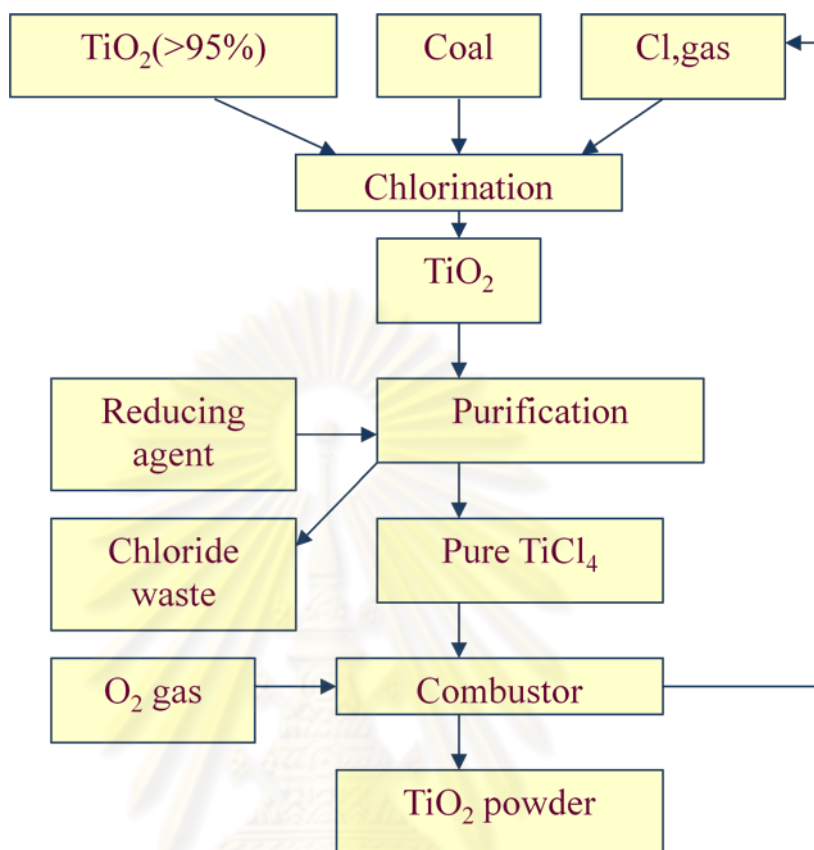 TiO₂(>95%)
Coal
Cl,gas
Chlorination
TiO₂
Reducing
agent
Purification
Chloride
waste
Pure TiCl₄
O₂ gas
Combustor
TiO₂ powder